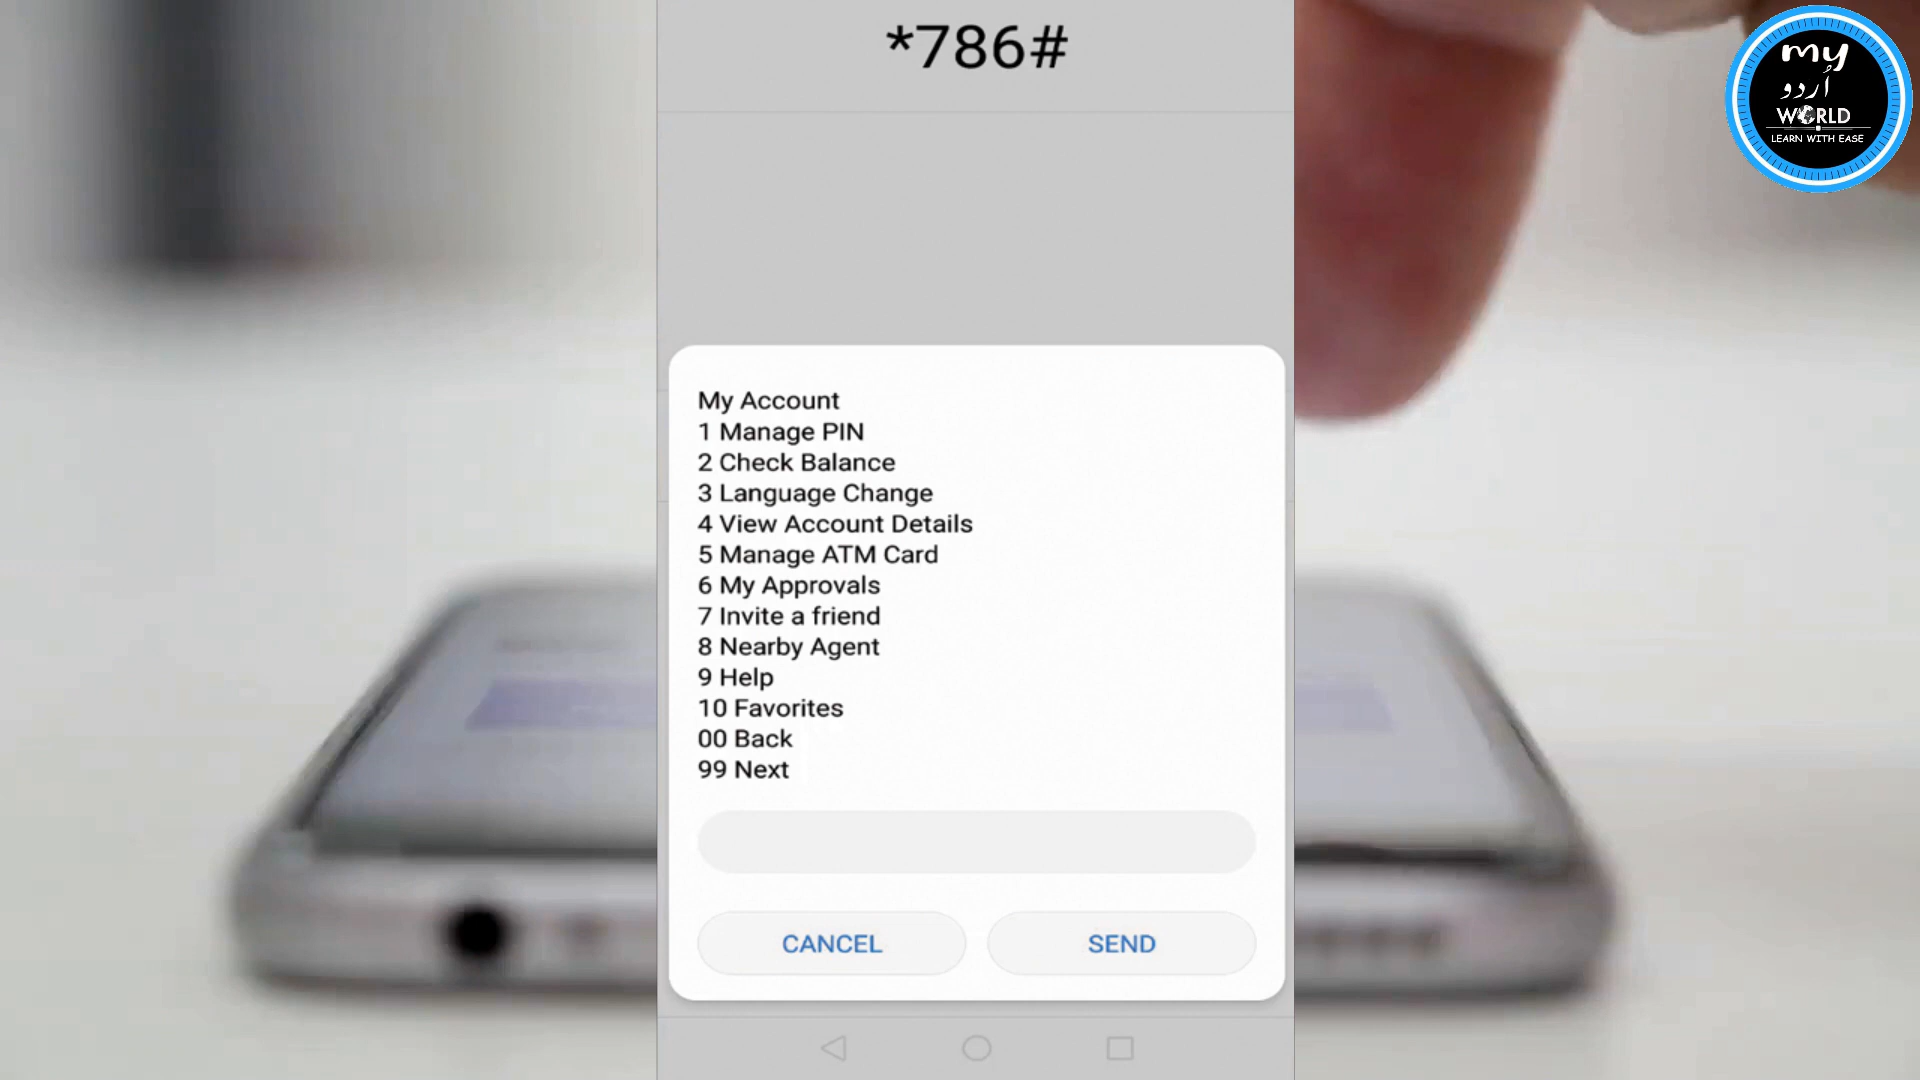 *786#
my
اُردو
WORLD
LEARN WITH EASE
My Account
1 Manage PIN
2 Check Balance
3 Language Change
4 View Account Details
5 Manage ATM Card
6 My Approvals
7 Invite a friend
8 Nearby Agent
9 Help
10 Favorites
00 Back
99 Next
CANCEL
SEND